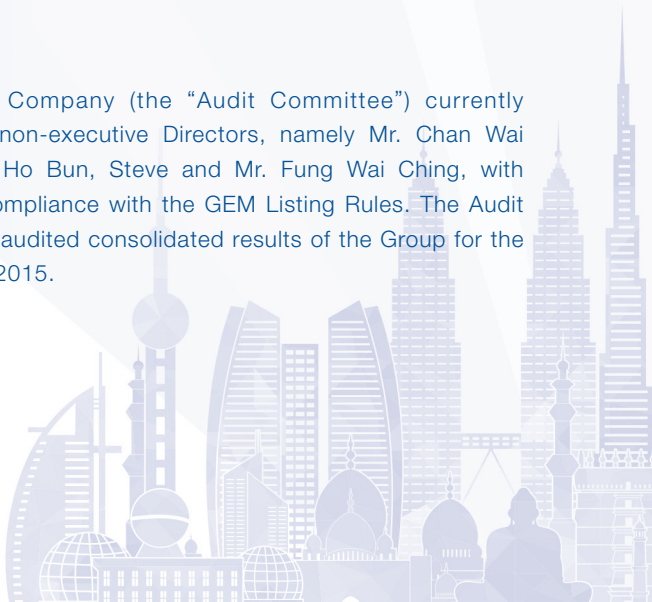 Company (the “Audit Committee”) currently
non-executive Directors, namely Mr. Chan Wai
Ho Bun, Steve and Mr. Fung Wai Ching, with
ompliance with the GEM Listing Rules. The Audit
audited consolidated results of the Group for the
2015.